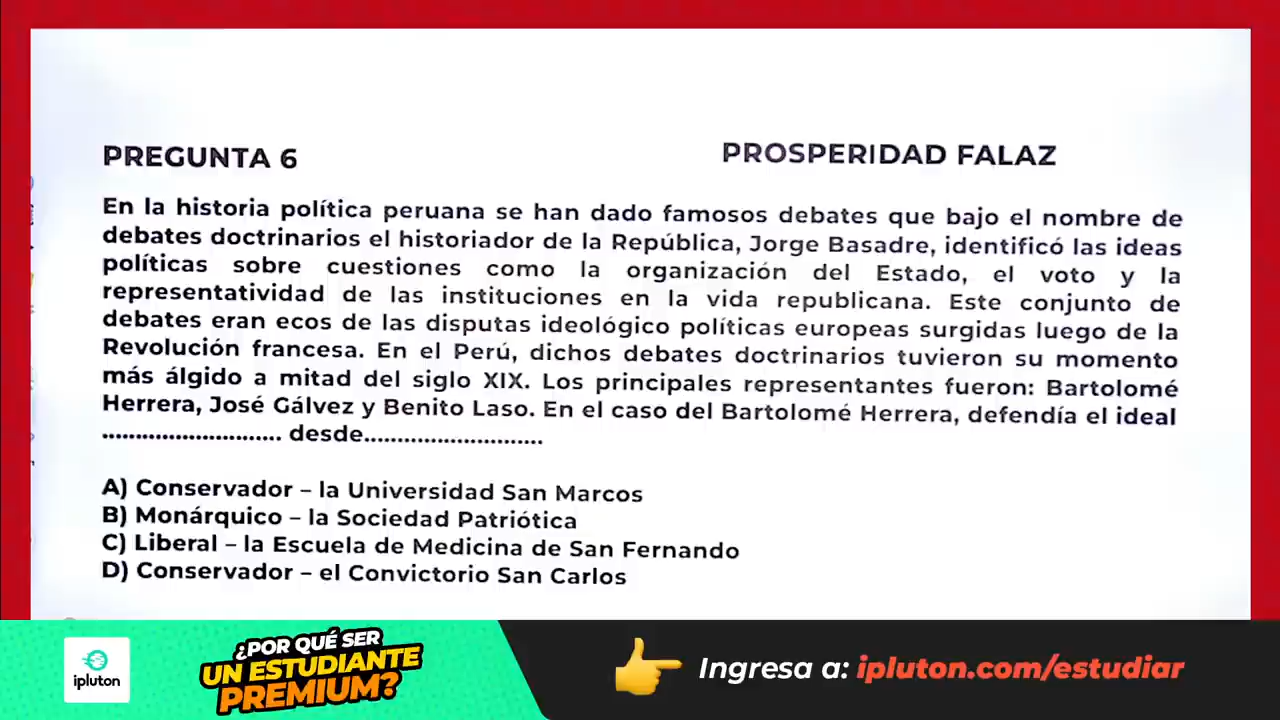 PREGUNTA 6
PROSPERIDAD FALAZ
En la historia política peruana se han dado famosos debates que bajo el nombre de
debates doctrinarios el historiador de la República, Jorge Basadre, identificó las ideas
políticas sobre cuestiones como la organización del Estado, el voto y la
representatividad de las instituciones en la vida republicana. Este conjunto de
debates eran ecos de las disputas ideológico políticas europeas surgidas luego de la
Revolución francesa. En el Perú, dichos debates doctrinarios tuvieron su momento
más álgido a mitad del siglo XIX. Los principales representantes fueron: Bartolomé
Herrera, José Gálvez y Benito Laso. En el caso del Bartolomé Herrera, defendía el ideal
........................... desde...........................
A) Conservador – la Universidad San Marcos
B) Monárquico – la Sociedad Patriótica
C) Liberal – la Escuela de Medicina de San Fernando
D) Conservador – el Convictorio San Carlos
ipluton
¿POR QUÉ SER
UN ESTUDIANTE
PREMIUM?
Ingresa a: ipluton.com/estudiar